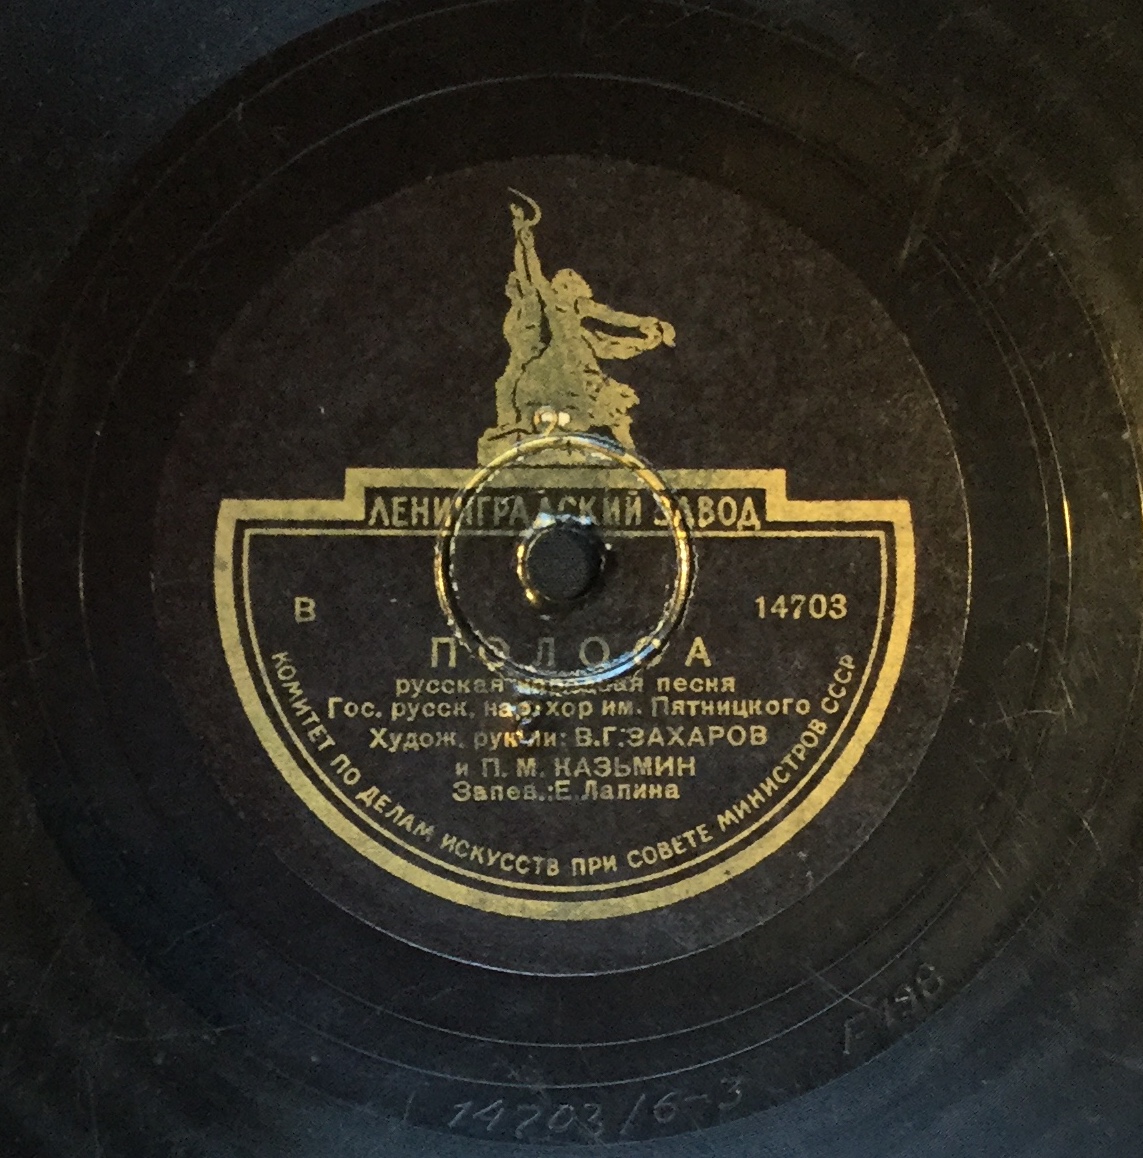 ЛЕНИНГРАДСКИЙ ЗАВОД
В 14703
ПОЛОСА
русская народная песня
Гос. русск. нар. хор им. Пятницкого
Худож. рук-ли: В.Г. ЗАХАРОВ
и П. М. КАЗЬМИН
Запев.: Е. Лапина
КОМИТЕТ ПО ДЕЛАМ ИСКУССТВ ПРИ СОВЕТЕ МИНИСТРОВ СССР
14703/6-3